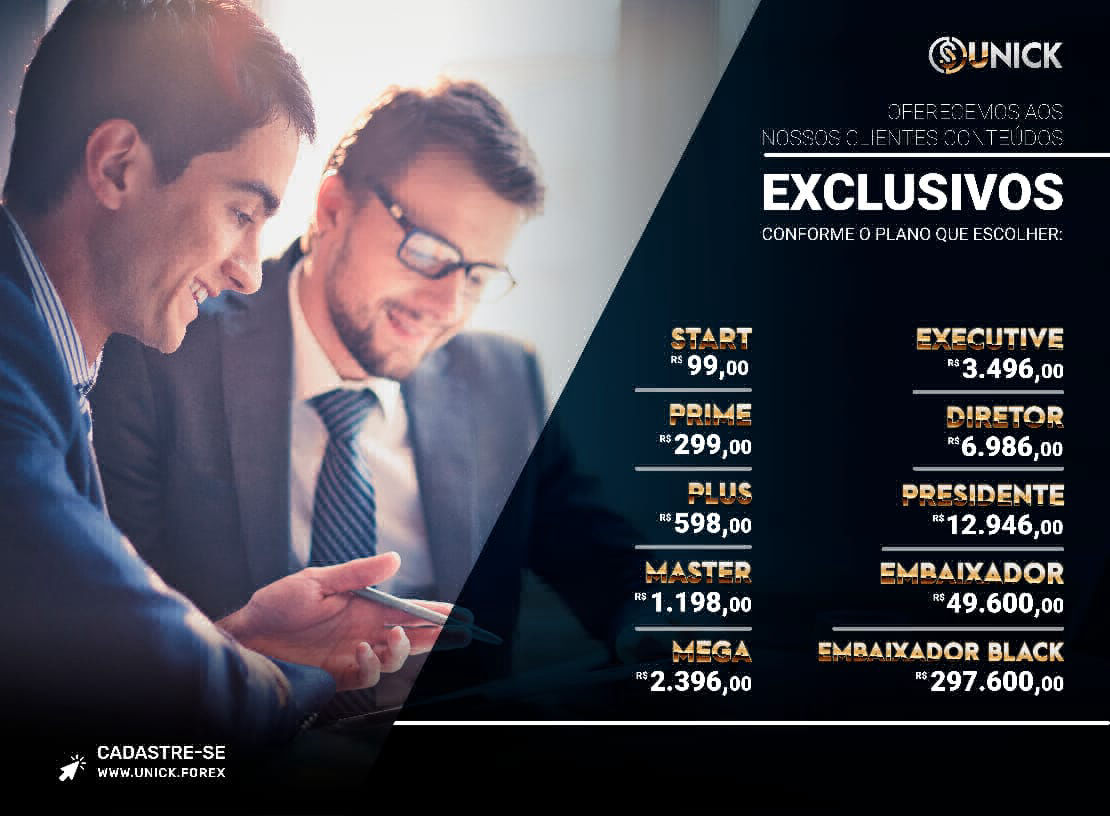 UNICK
OFERECEMOS AOS
NOSSOS CLIENTES CONTEÚDOS
EXCLUSIVOS
CONFORME O PLANO QUE ESCOLHER:
START
R$ 99,00
PRIME
R$ 299,00
PLUS
R$ 598,00
MASTER
R$ 1.198,00
MEGA
R$ 2.396,00
EXECUTIVE
R$ 3.496,00
DIRETOR
R$ 6.986,00
PRESIDENTE
R$ 12.946,00
EMBAIXADOR
R$ 49.600,00
EMBAIXADOR BLACK
R$ 297.600,00
CADASTRE-SE
WWW.UNICK.FOREX